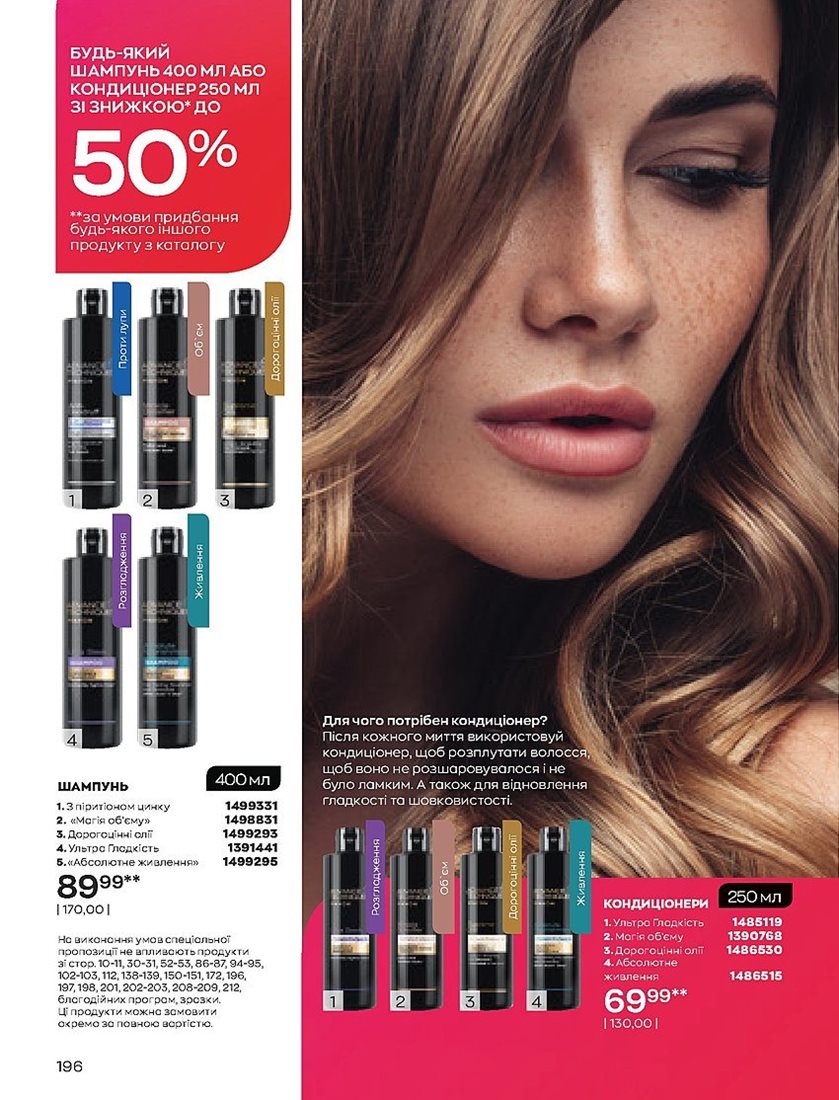 БУДЬ-ЯКИЙ
ШАМПУНЬ 400 МЛ АБО
КОНДИЦІОНЕР 250 МЛ
ЗІ ЗНИЖКОЮ* ДО
50%
**за умови придбання
будь-якого іншого
продукту з каталогу
Проти лупи
Об`єм
Дорогоцінні олії
ADVANCE TECHNIQUES
SHAMPOO
1
2
3
Розгладження
Живлення
ADVANCE TECHNIQUES
SHAMPOO
SHAMPOO
4
5
ШАМПУНЬ
400 МЛ
1. З піритіоном цинку 1499331
2. «Магія об'єму» 1498831
3. Дорогоцінні олії 1499293
4. Ультра Гладкість 1391441
5. «Абсолютне живлення» 1499295
89,99**
| 170,00 |
На виконання умов спеціальної
пропозиції не впливають продукти
зі стор. 10-11, 30-31, 52-53, 86-87, 94-95,
102-103, 112, 138-139, 150-151, 172, 196,
197, 198, 201, 202-203, 208-209, 212,
благодійних програм, зразки.
Ці продукти можна замовити
окремо за повною вартістю.
196
Для чого потрібен кондиціонер?
Після кожного миття використовуй
кондиціонер, щоб розплутати волосся,
щоб воно не розшаровувалося і не
було ламким. А також для відновлення
гладкості та шовковистості.
Розгладження
Об`єм
Дорогоцінні олії
Живлення
1
2
3
4
КОНДИЦІОНЕРИ
250 МЛ
1. Ультра Гладкість 1485119
2. Магія об'єму 1390768
3. Дорогоцінні олії 1486530
4. Абсолютне
живлення 1486515
69,99**
| 130,00 |